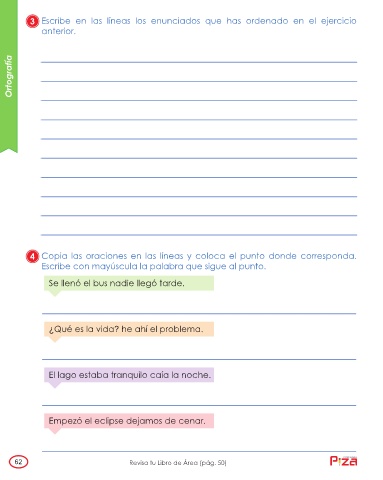 Ortografía
3 Escribe en las líneas los enunciados que has ordenado en el ejercicio
anterior.
4 Copia las oraciones en las líneas y coloca el punto donde corresponda.
Escribe con mayúscula la palabra que sigue al punto.
Se llenó el bus nadie llegó tarde.
¿Qué es la vida? he ahí el problema.
El lago estaba tranquilo caía la noche.
Empezó el eclipse dejamos de cenar.
62
Revisa tu Libro de Área (pág. 50)